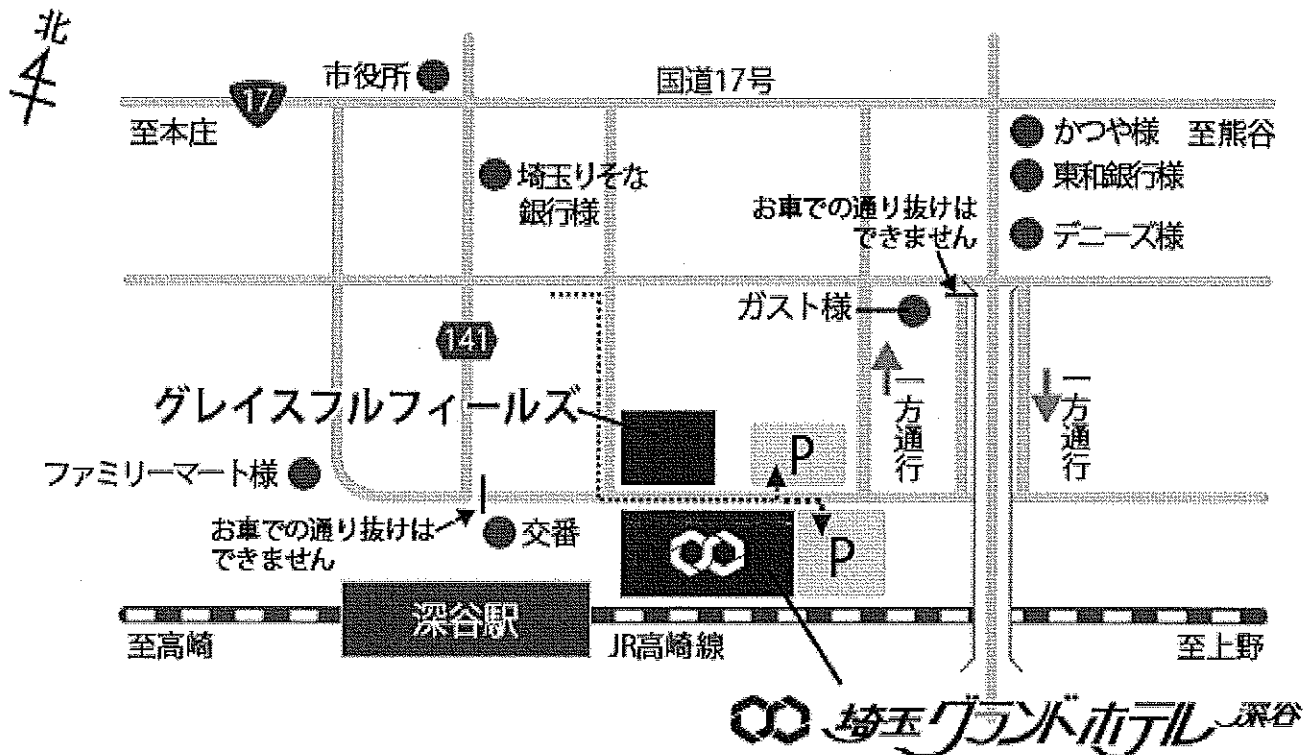 北
市役所
国道17号
17
至本庄
かつや様 至熊谷
埼玉りそな
銀行様
東和銀行様
お車での通り抜けは
できません
デニーズ様
ガスト様
141
一方通行
一方通行
グレイスフルフィールズ
P
ファミリーマート様
お車での通り抜けは
できません
交番
P
深谷駅
至高崎
JR高崎線
至上野
埼玉グランドホテル深谷